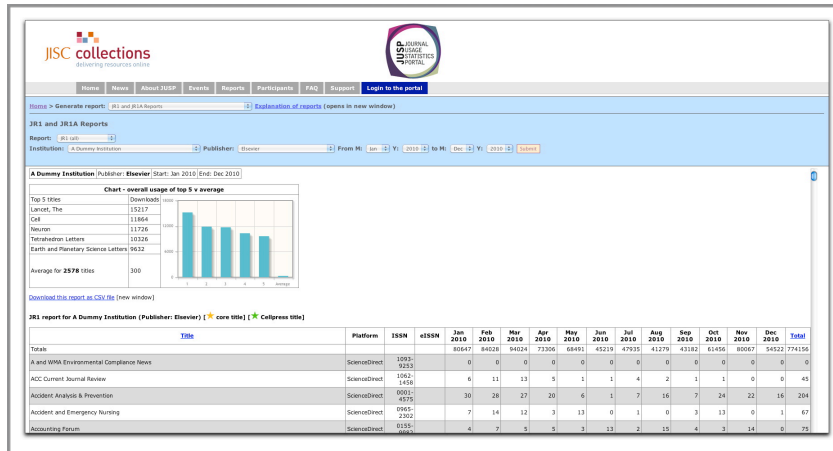 JISC collections
delivering resources online
JUSP JOURNAL USAGE STATISTICS PORTAL
Home News About JUSP Events Reports Participants FAQ Support Login to the portal
Home > Generate report: JR1 and JR1A Reports Explanation of reports (opens in new window)
JR1 and JR1A Reports
Report: JR1 (all)
Institution: A Dummy Institution Publisher: Elsevier From M: Jan Y: 2010 to M: Dec Y: 2010 Submit
A Dummy Institution Publisher: Elsevier Start: Jan 2010 End: Dec 2010
Chart - overall usage of top 5 v average
Top 5 titles Downloads
Lancet, The 15217
Cell 11864
Neuron 11726
Tetrahedron Letters 10326
Earth and Planetary Science Letters 9632
Average for 2578 titles 300
1 2 3 4 5 Average
Download this report as CSV file [new window]
JR1 report for A Dummy Institution (Publisher: Elsevier) [ core title] [ Cellpress title]
Title Platform ISSN eISSN Jan 2010 Feb 2010 Mar 2010 Apr 2010 May 2010 Jun 2010 Jul 2010 Aug 2010 Sep 2010 Oct 2010 Nov 2010 Dec 2010 Total
Totals 80647 84028 94024 73306 68491 45219 47935 41279 43182 61456 80067 54522 774156
A and WMA Environmental Compliance News ScienceDirect 1093-9253 0 0 0 0 0 0 0 0 0 0 0 0 0
ACC Current Journal Review ScienceDirect 1062-1458 6 11 13 5 1 1 4 2 1 1 0 0 45
Accident Analysis & Prevention ScienceDirect 0001-4575 30 28 27 20 6 1 7 16 7 24 22 16 204
Accident and Emergency Nursing ScienceDirect 0965-2302 7 14 12 3 13 0 1 0 3 13 0 1 67
Accounting Forum ScienceDirect 0155- 4 7 5 5 3 13 2 15 4 3 14 0 75